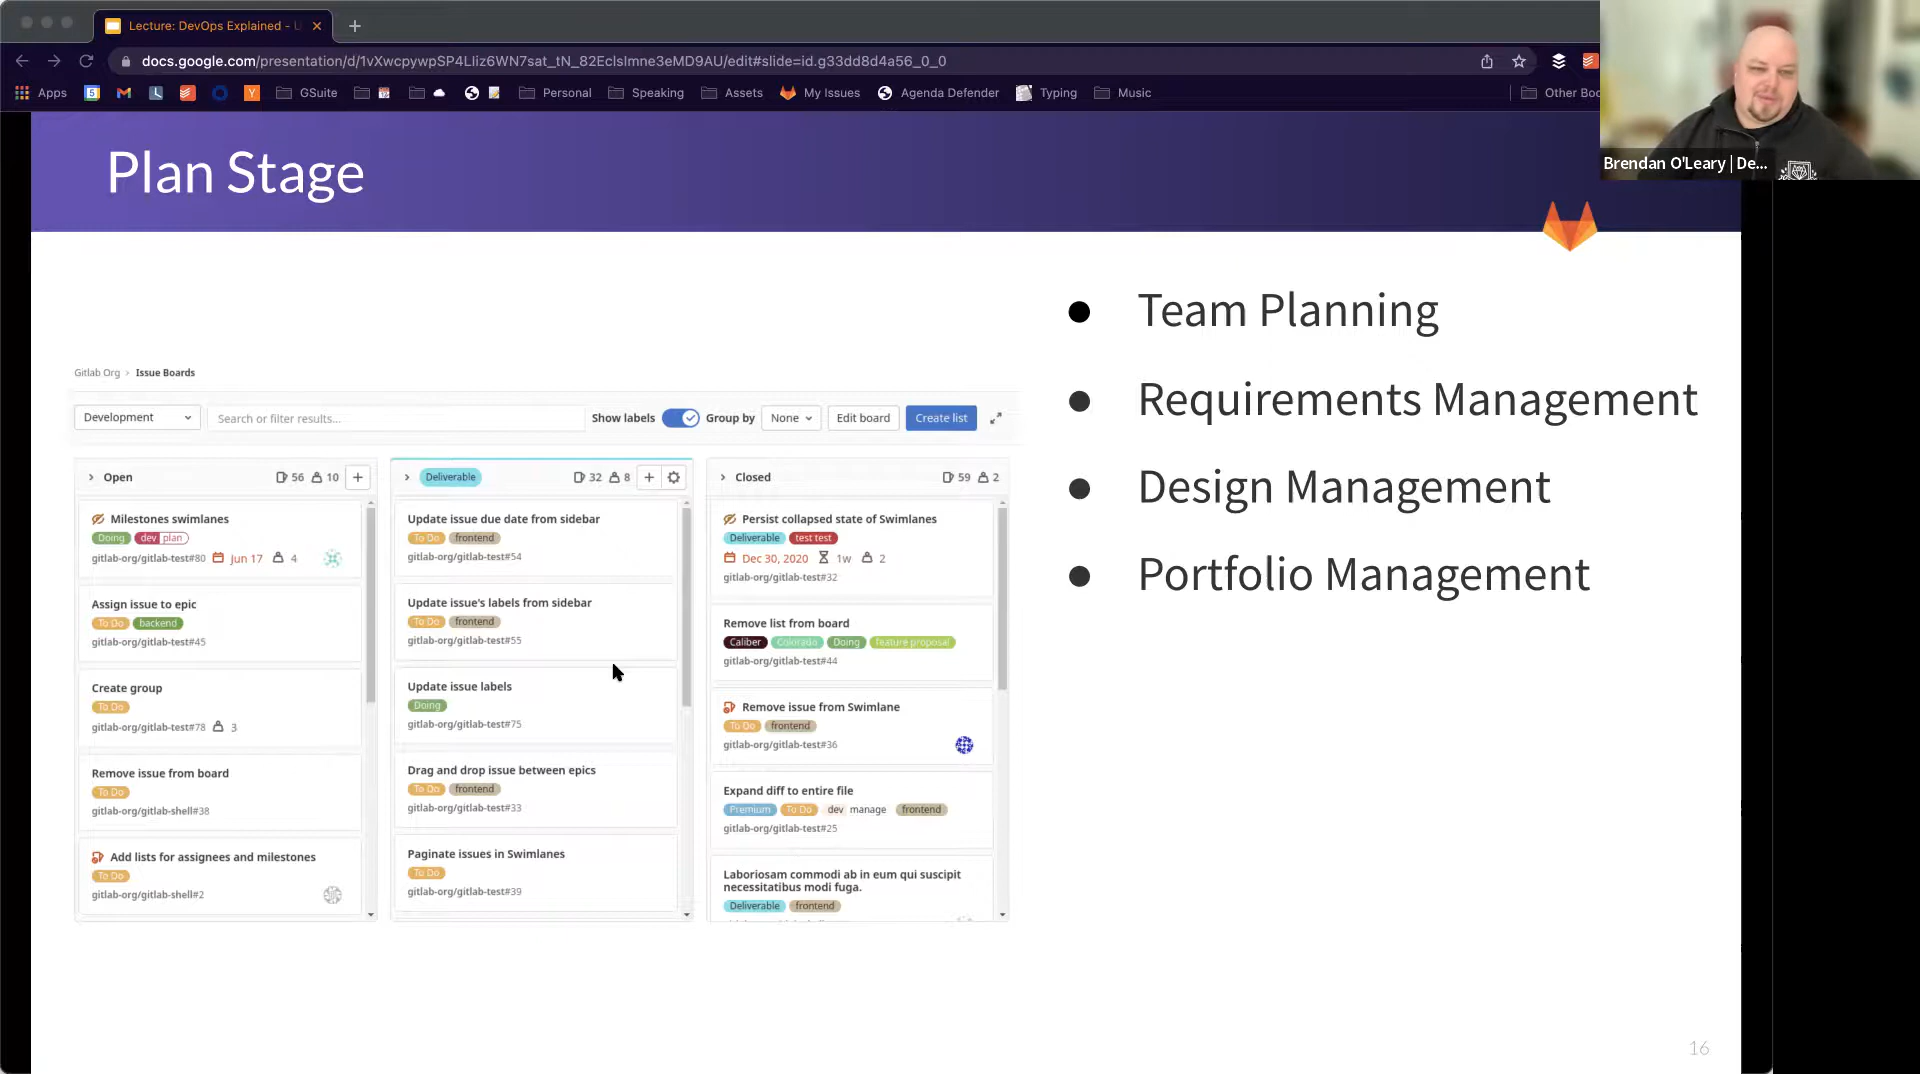 Lecture: DevOps Explained - U
docs.google.com/presentation/d/1vXwcpywpSP4LIiz6WN7sat_tN_82EclsImne3eMD9AU/edit#slide=id.g33dd8d4a56_0_0
Apps
5
Y
GSuite
Personal
Speaking
Assets
My Issues
Agenda Defender
Typing
Music
Other Boo
Brendan O'Leary | De...
Plan Stage
Team Planning
Requirements Management
Design Management
Portfolio Management
Gitlab Org > Issue Boards
Development
Search or filter results...
Show labels
Group by
None
Edit board
Create list
Open 56 10 +
Milestones swimlanes
Doing dev plan
gitlab-org/gitlab-test#80 Jun 17 4
Assign issue to epic
To Do backend
gitlab-org/gitlab-test#45
Create group
To Do
gitlab-org/gitlab-test#78 3
Remove issue from board
To Do
gitlab-org/gitlab-shell#38
Add lists for assignees and milestones
To Do
gitlab-org/gitlab-shell#2
Deliverable 32 8 +
Update issue due date from sidebar
To Do frontend
gitlab-org/gitlab-test#54
Update issue's labels from sidebar
To Do frontend
gitlab-org/gitlab-test#55
Update issue labels
Doing
gitlab-org/gitlab-test#75
Drag and drop issue between epics
To Do frontend
gitlab-org/gitlab-test#33
Paginate issues in Swimlanes
To Do
gitlab-org/gitlab-test#39
Closed 59 2
Persist collapsed state of Swimlanes
Deliverable test test
Dec 30, 2020 1w 2
gitlab-org/gitlab-test#32
Remove list from board
Caliber Colorado Doing feature proposal
gitlab-org/gitlab-test#44
Remove issue from Swimlane
To Do frontend
gitlab-org/gitlab-test#36
Expand diff to entire file
Premium To Do dev manage frontend
gitlab-org/gitlab-test#25
Laboriosam commodi ab in eum qui suscipit
necessitatibus modi fuga.
Deliverable frontend
16